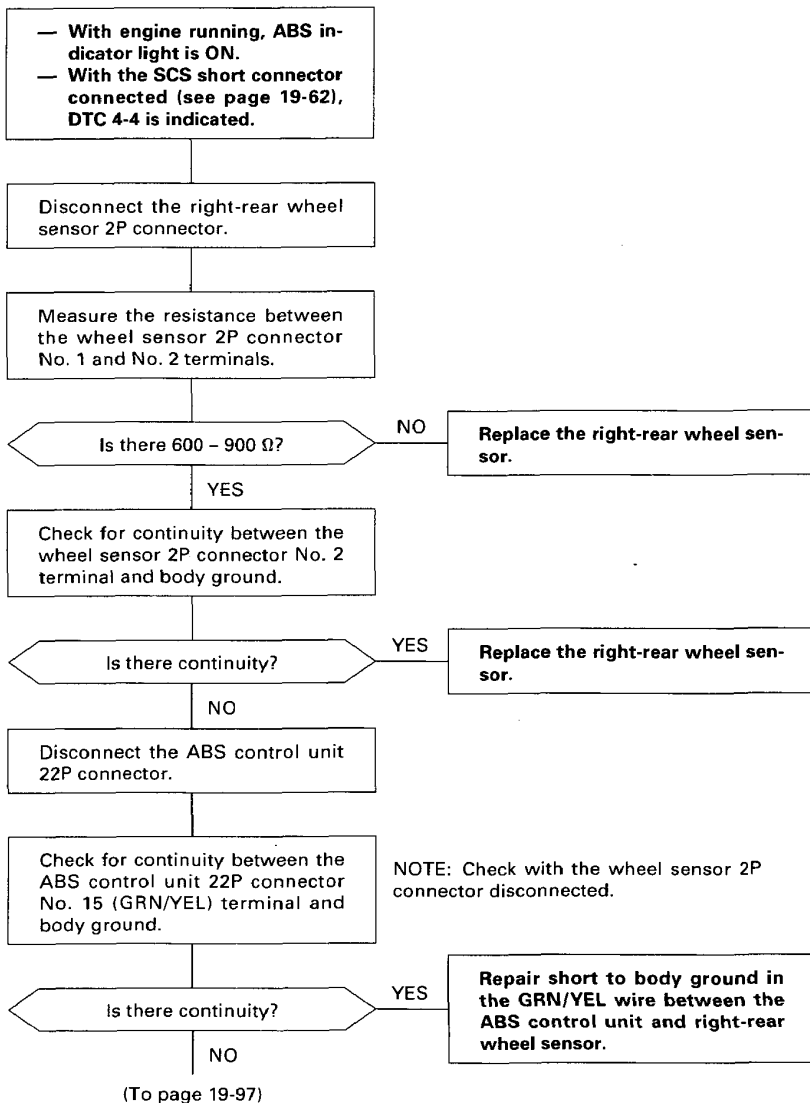 — With engine running, ABS in-
dicator light is ON.
— With the SCS short connector
connected (see page 19-62),
DTC 4-4 is indicated.
Disconnect the right-rear wheel
sensor 2P connector.
Measure the resistance between
the wheel sensor 2P connector
No. 1 and No. 2 terminals.
Is there 600 – 900 Ω?
NO
Replace the right-rear wheel sen-
sor.
YES
Check for continuity between the
wheel sensor 2P connector No. 2
terminal and body ground.
Is there continuity?
YES
Replace the right-rear wheel sen-
sor.
NO
Disconnect the ABS control unit
22P connector.
Check for continuity between the
ABS control unit 22P connector
No. 15 (GRN/YEL) terminal and
body ground.
NOTE: Check with the wheel sensor 2P
connector disconnected.
Is there continuity?
YES
Repair short to body ground in
the GRN/YEL wire between the
ABS control unit and right-rear
wheel sensor.
NO
(To page 19-97)